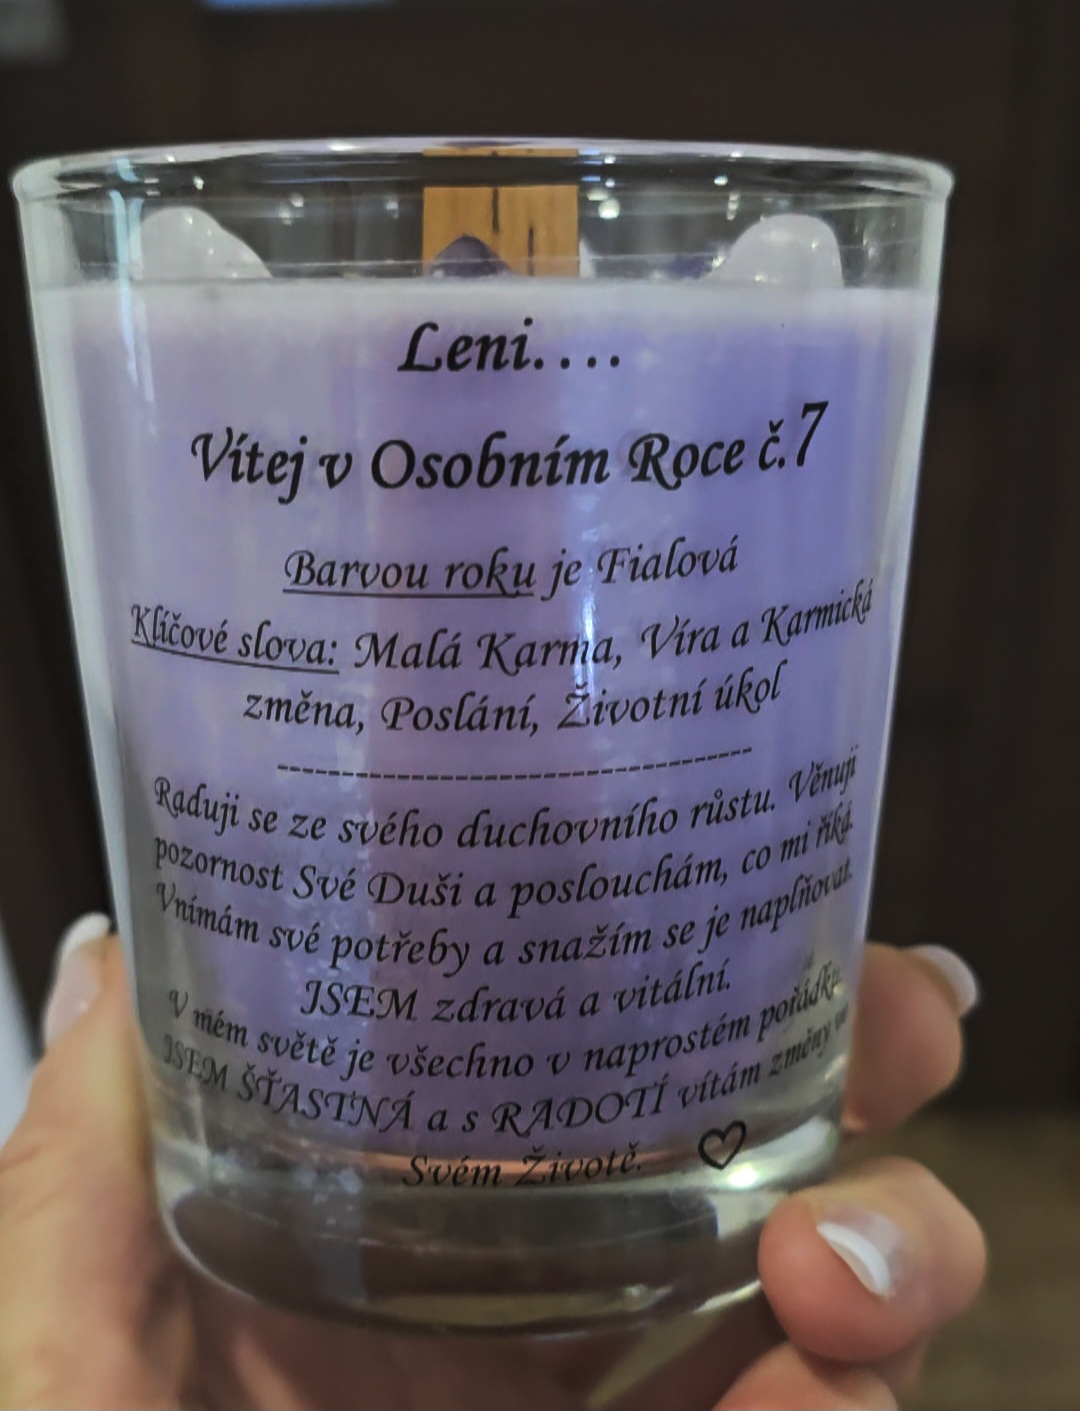 Leni....
Vítej v Osobním Roce č.7
Barvou roku je Fialová
Klíčové slova: Malá Karma, Víra a Karmická
změna, Poslání, Životní úkol
------------------------------------
Raduji se ze svého duchovního růstu. Věnuji
pozornost Své Duši a poslouchám, co mi říká.
Vnímám své potřeby a snažím se je naplňovat.
JSEM zdravá a vitální.
V mém světě je všechno v naprostém pořádku.
JSEM ŠŤASTNÁ a s RADOTÍ vítám změny ve
Svém Životě. ♡